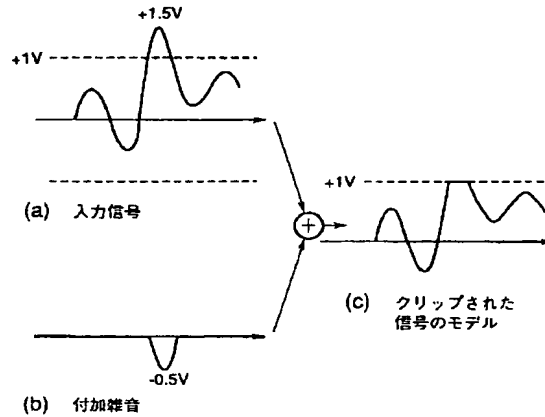 +1.5V
+1V
(a) 入力信号
+
+1V
(c) クリップされた
信号のモデル
-0.5V
(b) 付加雑音